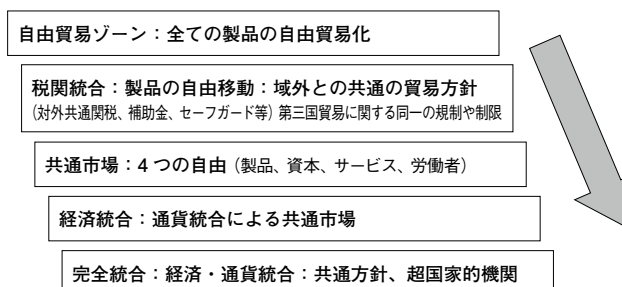 自由貿易ゾーン：全ての製品の自由貿易化
税関統合：製品の自由移動：域外との共通の貿易方針
（対外共通関税、補助金、セーフガード等）第三国貿易に関する同一の規制や制限
共通市場：4つの自由（製品、資本、サービス、労働者）
経済統合：通貨統合による共通市場
完全統合：経済・通貨統合：共通方針、超国家的機関